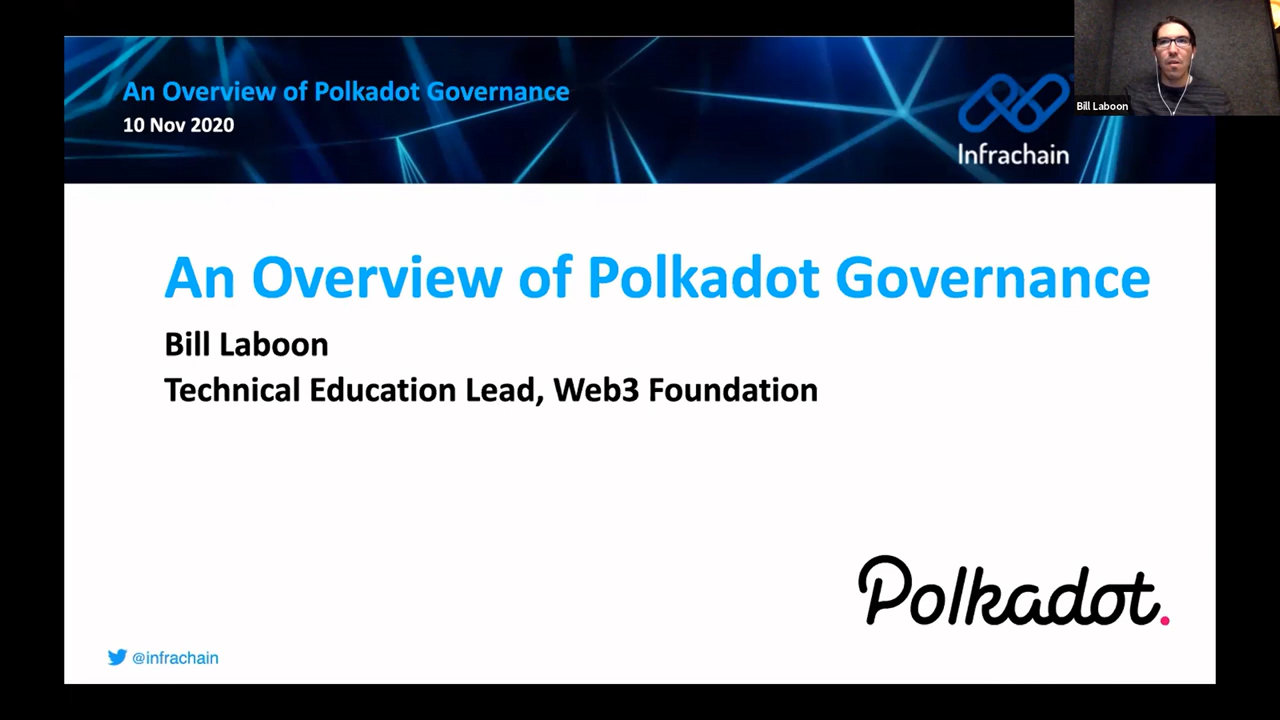 An Overview of Polkadot Governance
10 Nov 2020
Infrachain
Bill Laboon
An Overview of Polkadot Governance
Bill Laboon
Technical Education Lead, Web3 Foundation
Polkadot.
@infrachain